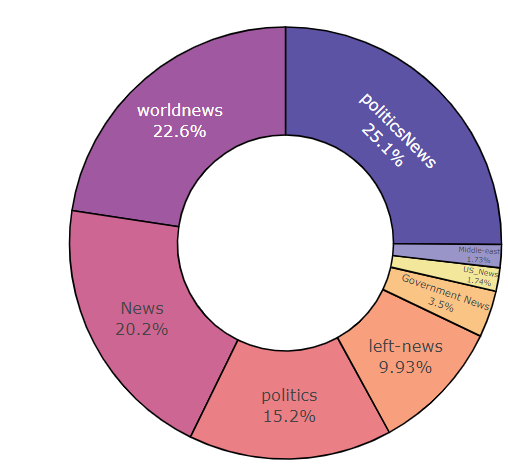 politicsNews
25.1%
worldnews
22.6%
News
20.2%
politics
15.2%
left-news
9.93%
Government News
3.5%
US_News
1.74%
Middle-east
1.73%